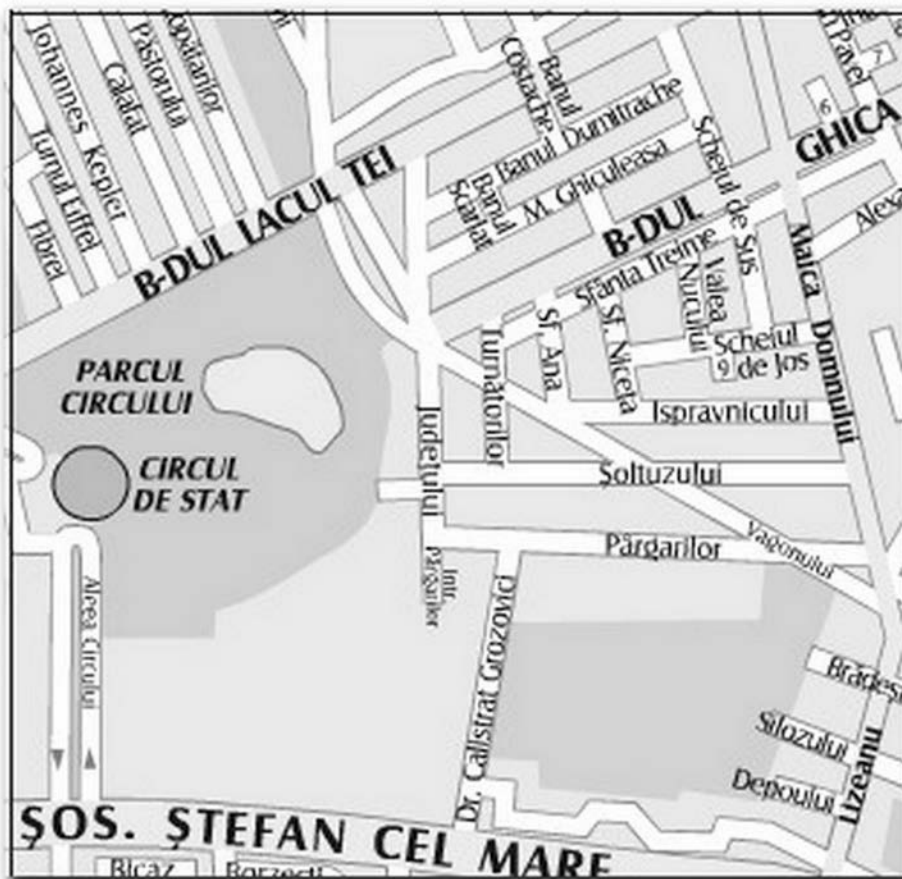 Johannes Kepler
Turnul Eiffel
Fibrei
Calafat
Păstorului
B-DUL LACUL TEI
Costache
Banul
Banul Dumitrache
Banul
Scarlat
M. Ghiculeasa
Scheiul de Sus
GHICA
6
7
B-DUL
Sfânta Treime
Maica Domnului
Valea
Nucului
Sf. Ana
Sf. Niceta
Turnătorilor
Scheiul
de Jos
9
Ispravnicului
PARCUL
CIRCULUI
CIRCUL
DE STAT
Județului
Șoltuzului
Pârgarilor
Vagonului
Intr.
Pârgarilor
Aleea Circului
Dr. Calistrat Grozovici
Silozului
Depoului
Lizeanu
ȘOS. ȘTEFAN CEL MARE
Bicaz
Borzești